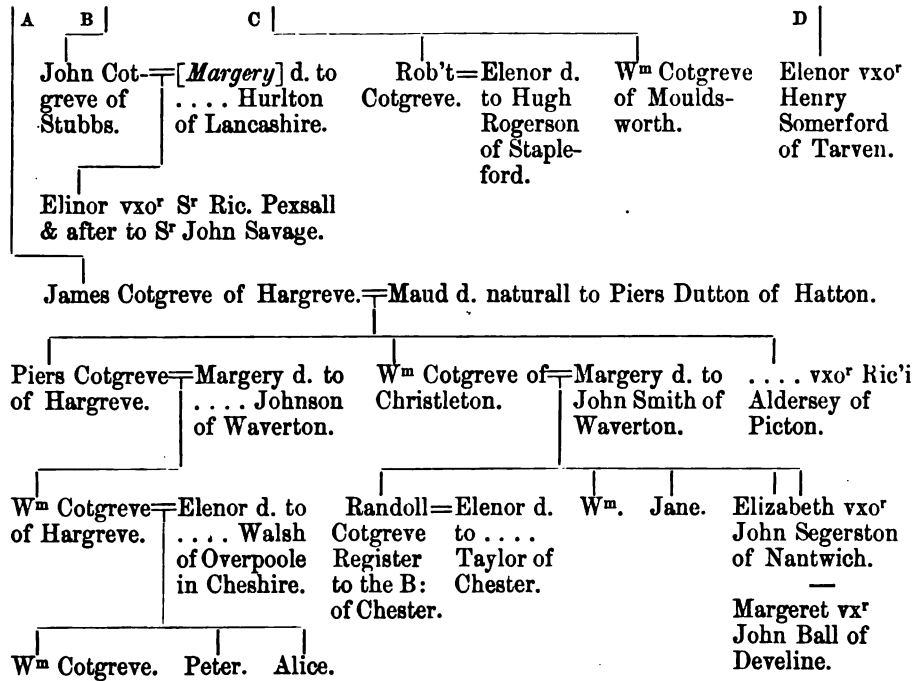 A B C D
John Cot-
greve of
Stubbs.
[Margery] d. to
. . . . Hurlton
of Lancashire.
Rob't
Cotgreve.
Elenor d.
to Hugh
Rogerson
of Staple-
ford.
Wm Cotgreve
of Moulds-
worth.
Elenor vxor
Henry
Somerford
of Tarven.
Elinor vxor Sr Ric. Pexsall
& after to Sr John Savage.
James Cotgreve of Hargreve. Maud d. naturall to Piers Dutton of Hatton.
Piers Cotgreve
of Hargreve.
Margery d. to
. . . . Johnson
of Waverton.
Wm Cotgreve of
Christleton.
Margery d. to
John Smith of
Waverton.
. . . . vxor Ric'i
Aldersey of
Picton.
Wm Cotgreve
of Hargreve.
Elenor d. to
. . . . Walsh
of Overpoole
in Cheshire.
Randoll
Cotgreve
Register
to the B:
of Chester.
Elenor d.
to . . . .
Taylor of
Chester.
Wm.
Jane.
Elizabeth vxor
John Segerston
of Nantwich.
—
Margeret vxr
John Ball of
Develine.
Wm Cotgreve. Peter. Alice.